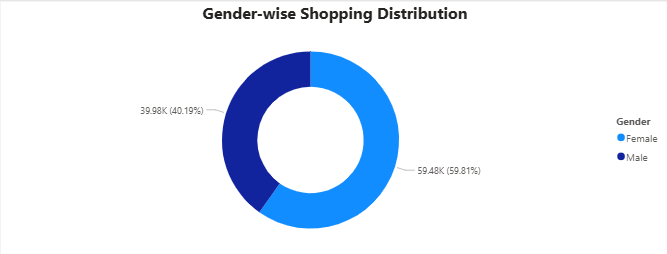 Gender-wise Shopping Distribution
39.98K (40.19%)
59.48K (59.81%)
Gender
Female
Male